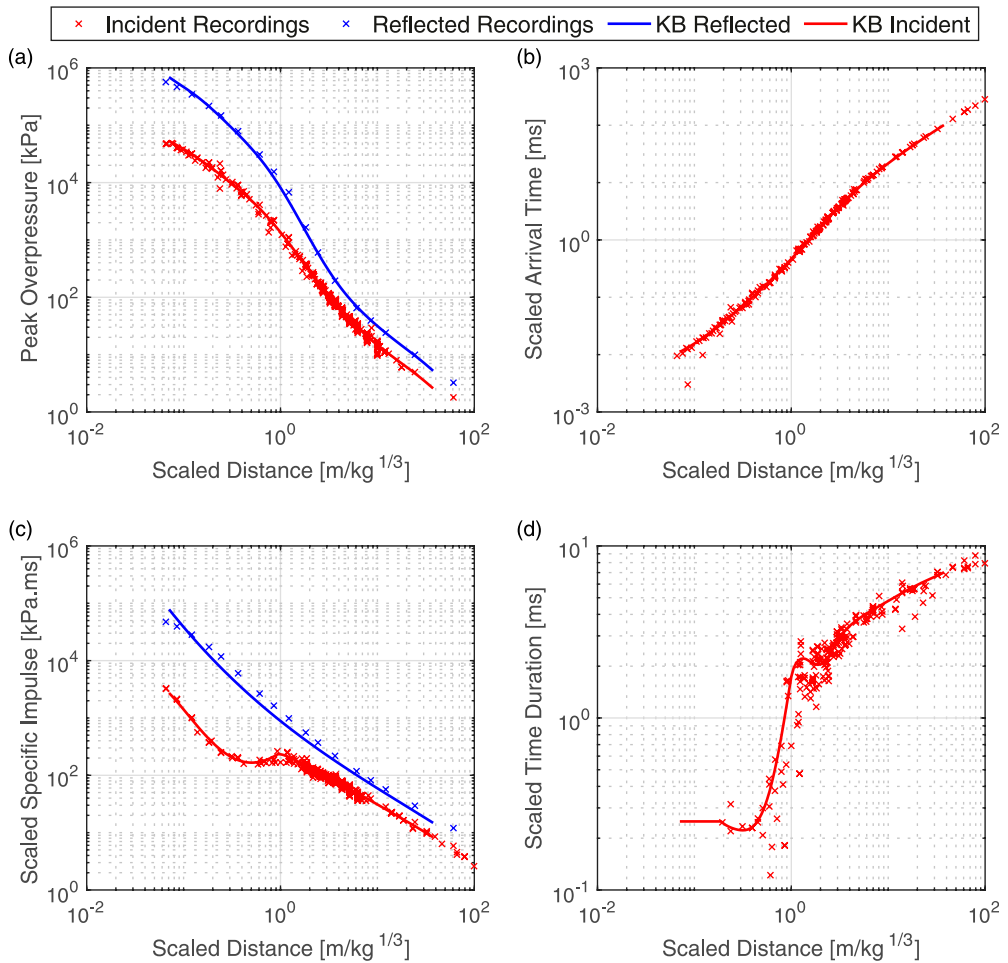 Incident Recordings Reflected Recordings KB Reflected KB Incident
(a)
10^6
10^4
10^2
10^0
Peak Overpressure [kPa]
10^-2 10^0 10^2
Scaled Distance [m/kg ^1/3]
(b)
10^3
10^0
10^-3
Scaled Arrival Time [ms]
10^-2 10^0 10^2
Scaled Distance [m/kg ^1/3]
(c)
10^6
10^4
10^2
10^0
Scaled Specific Impulse [kPa.ms]
10^-2 10^0 10^2
Scaled Distance [m/kg ^1/3]
(d)
10^1
10^0
10^-1
Scaled Time Duration [ms]
10^-2 10^0 10^2
Scaled Distance [m/kg ^1/3]